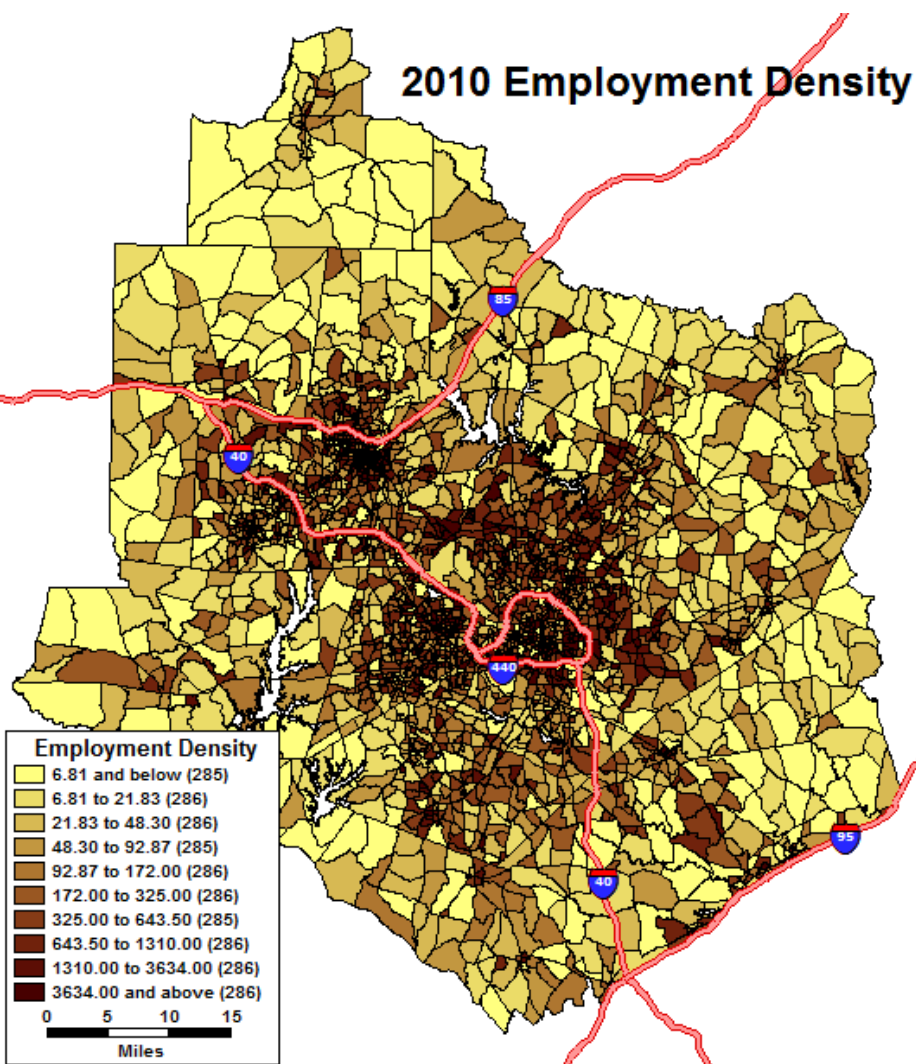 2010 Employment Density
85
40
440
95
40
Employment Density
6.81 and below (285)
6.81 to 21.83 (286)
21.83 to 48.30 (286)
48.30 to 92.87 (285)
92.87 to 172.00 (286)
172.00 to 325.00 (286)
325.00 to 643.50 (285)
643.50 to 1310.00 (286)
1310.00 to 3634.00 (286)
3634.00 and above (286)
0 5 10 15
Miles